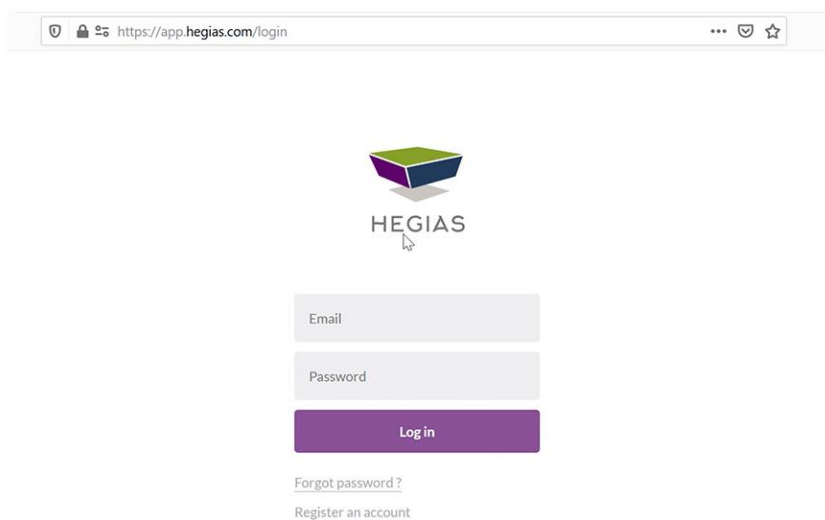 https://app.hegias.com/login
HEGIAS
Email
Password
Log in
Forgot password ?
Register an account